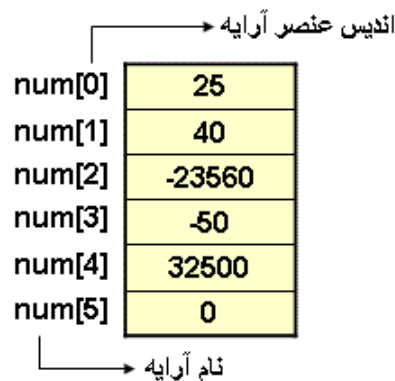 اندیس عنصر آرایه
num[0] 25
num[1] 40
num[2] -23560
num[3] -50
num[4] 32500
num[5] 0
نام آرایه